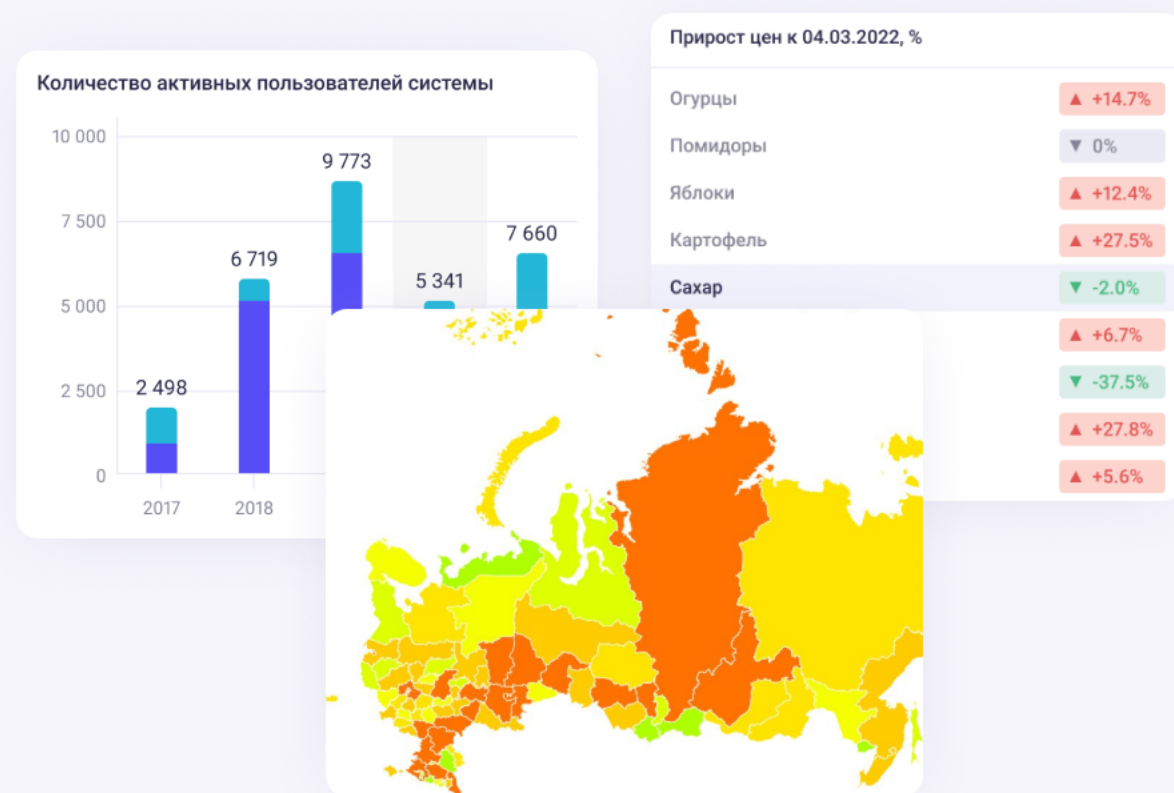 Количество активных пользователей системы
10 000
7 500
5 000
2 500
0
2 498
6 719
9 773
5 341
7 660
2017
2018
Прирост цен к 04.03.2022, %
Огурцы ▲ +14.7%
Помидоры ▼ 0%
Яблоки ▲ +12.4%
Картофель ▲ +27.5%
Сахар ▼ -2.0%
▲ +6.7%
▼ -37.5%
▲ +27.8%
▲ +5.6%